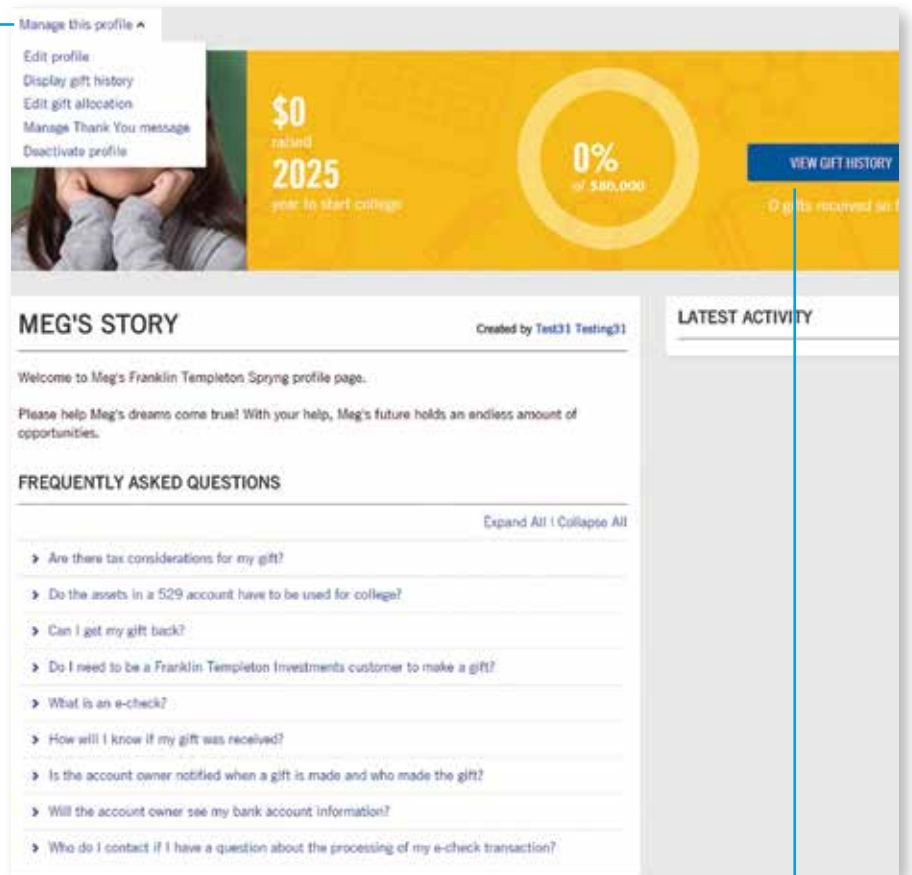 Manage this profile
Edit profile
Display gift history
Edit gift allocation
Manage Thank You message
Deactivate profile
$0
raised
2025
year to start college
0%
of $80,000
VIEW GIFT HISTORY
0 gifts received so
MEG'S STORY
Created by Test31 Testing31
Welcome to Meg's Franklin Templeton Spryng profile page.
Please help Meg's dreams come true! With your help, Meg's future holds an endless amount of
opportunities.
FREQUENTLY ASKED QUESTIONS
Expand All | Collapse All
Are there tax considerations for my gift?
Do the assets in a 529 account have to be used for college?
Can I get my gift back?
Do I need to be a Franklin Templeton Investments customer to make a gift?
What is an e-check?
How will I know if my gift was received?
Is the account owner notified when a gift is made and who made the gift?
Will the account owner see my bank account information?
Who do I contact if I have a question about the processing of my e-check transaction?
LATEST ACTIVITY